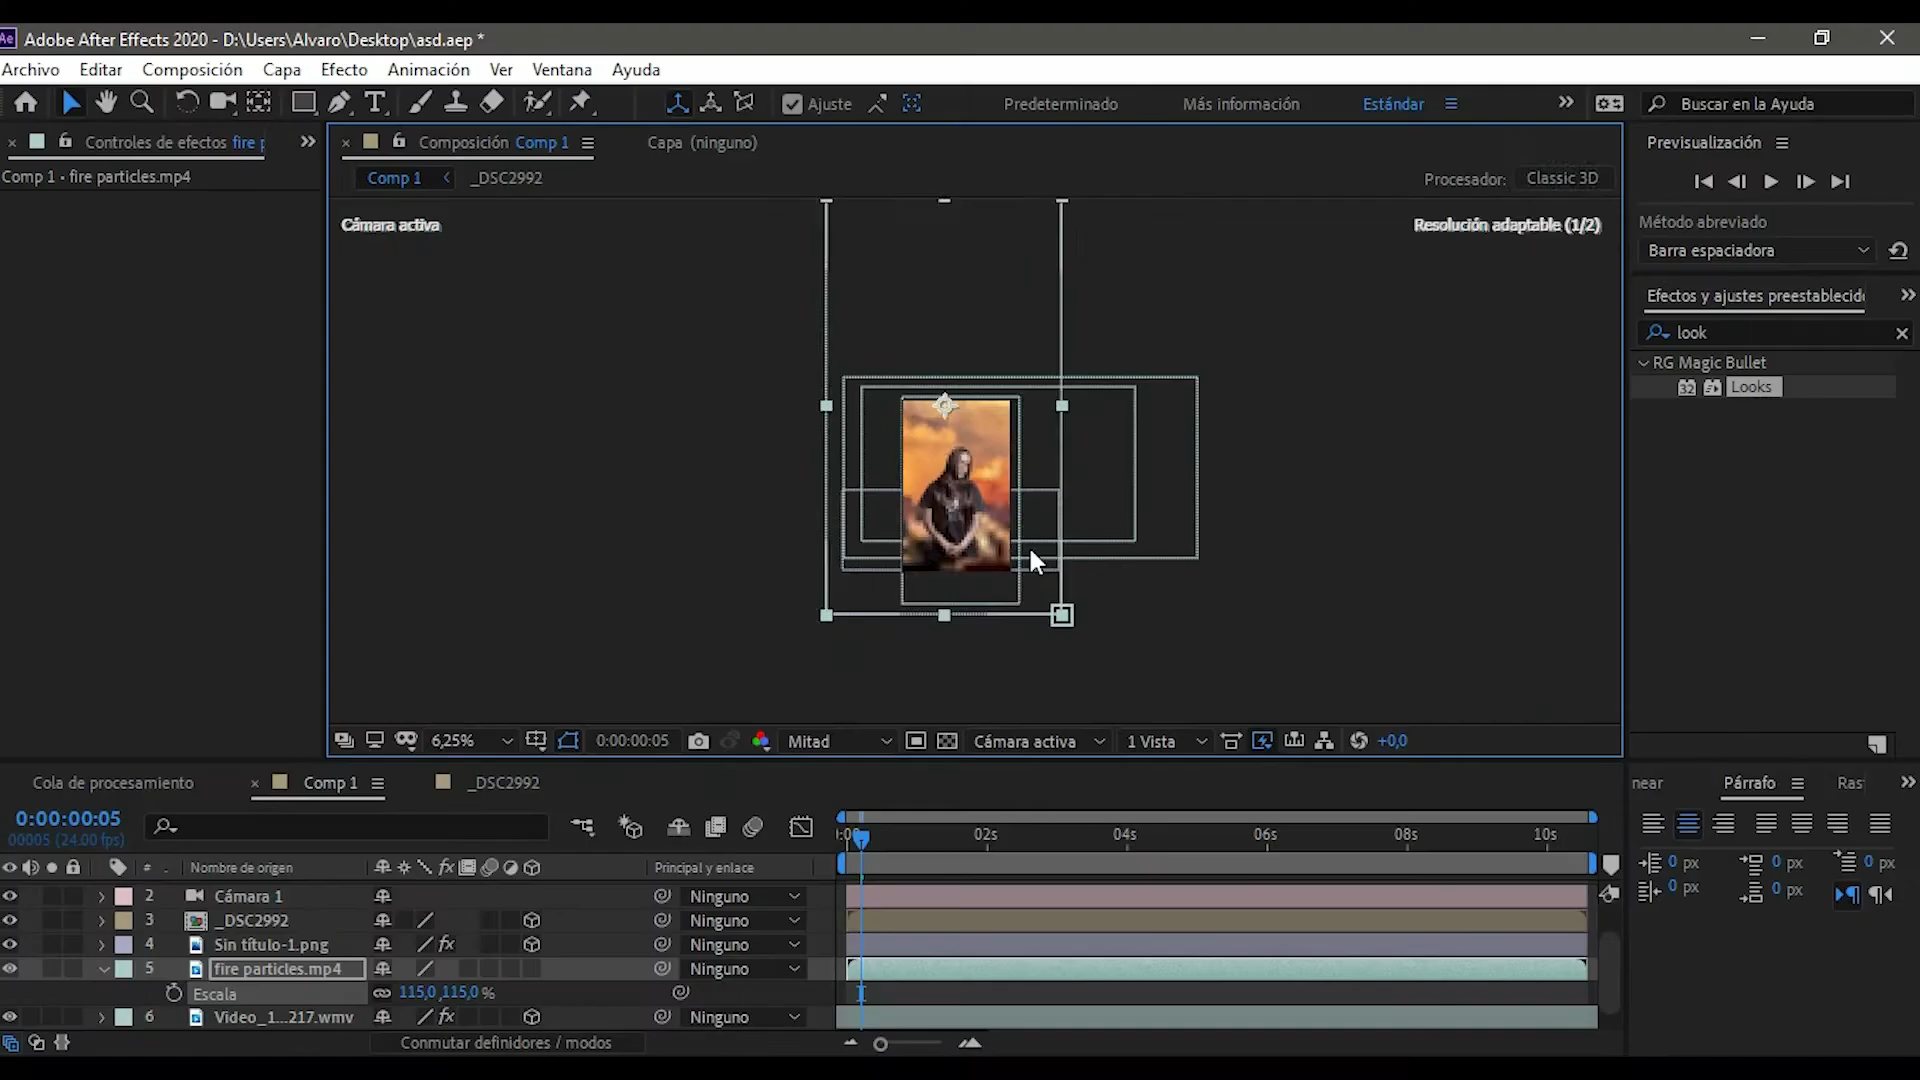 Ae Adobe After Effects 2020 - D:\Users\Alvaro\Desktop\asd.aep *
Archivo Editar Composición Capa Efecto Animación Ver Ventana Ayuda
Ajuste Predeterminado Más información Estándar Buscar en la Ayuda
Controles de efectos fire p
Composición Comp 1
Capa (ninguno)
Previsualización
Comp 1 · fire particles.mp4
Comp 1 _DSC2992
Procesador: Classic 3D
Cámara activa
Resolución adaptable (1/2)
Método abreviado
Barra espaciadora
Efectos y ajustes preestablecido
look
RG Magic Bullet
32 Looks
6,25% 0:00:00:05 Mitad Cámara activa 1 Vista +0,0
Cola de procesamiento Comp 1 _DSC2992
near Párrafo Ras
0:00:00:05
00005 (24.00 fps)
:00 02s 04s 06s 08s 10s
# Nombre de origen fx Principal y enlace
0 px 0 px 0 px
0 px 0 px
2 Cámara 1 Ninguno
3 _DSC2992 Ninguno
4 Sin título-1.png fx Ninguno
5 fire particles.mp4 Ninguno
Escala 115,0 ,115,0 %
6 Video_1...217.wmv fx Ninguno
Conmutar definidores / modos